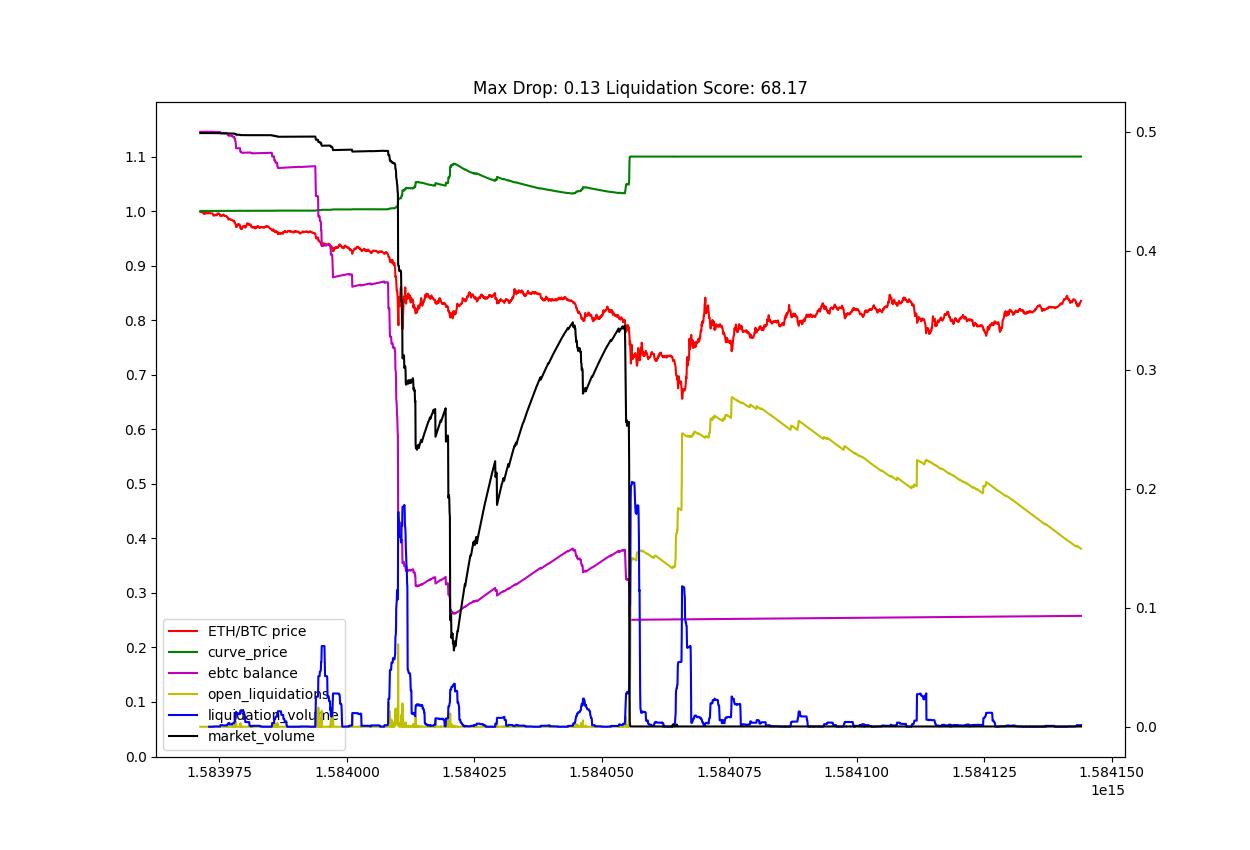 Max Drop: 0.13 Liquidation Score: 68.17
1.1
1.0
0.9
0.8
0.7
0.6
0.5
0.4
0.3
0.2
0.1
0.0
0.5
0.4
0.3
0.2
0.1
0.0
ETH/BTC price
curve_price
ebtc balance
open_liquidations
liquidation_volume
market_volume
1.583975 1.584000 1.584025 1.584050 1.584075 1.584100 1.584125 1.584150
1e15